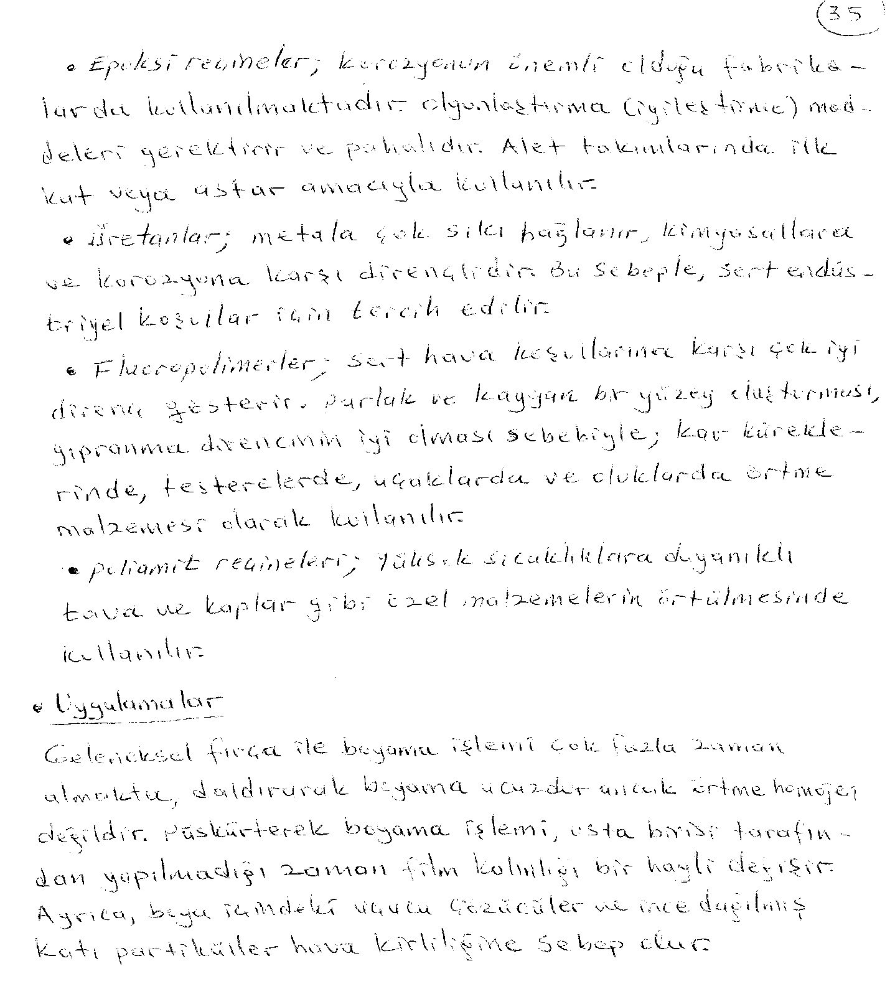 35
• Epoksi reçineler; korozyonun önemli olduğu fabrika-
larda kullanılmaktadır. Olgunlaştırma (iyileştirme) mad-
deleri gerektirir ve pahalıdır. Alet takımlarında ilk
kat veya astar amacıyla kullanılır.
• Üretanlar; metala çok sıkı bağlanır, kimyasallara
ve korozyona karşı dirençlidir. Bu sebeple, sert endüs-
triyel koşullar için tercih edilir.
• Fluoropolimerler; sert hava koşullarına karşı çok iyi
direnç gösterir. Parlak ve kaygan bir yüzey oluşturması,
yıpranma direncinin iyi olması sebebiyle; kar kürekle-
rinde, testerelerde, uçaklarda ve oluklarda örtme
malzemesi olarak kullanılır.
• Poliamit reçineleri; yüksek sıcaklıklara dayanıklı
tava ve kaplar gibi özel malzemelerin örtülmesinde
kullanılır.
• Uygulamalar
Geleneksel fırça ile boyama işlemi çok fazla zaman
almakta, daldırarak boyama ucuzdur ancak örtme homojen
değildir. Püskürterek boyama işlemi, usta birisi tarafın-
dan yapılmadığı zaman film kalınlığı bir hayli değişir.
Ayrıca, boya içindeki uçucu çözücüler ve ince dağılmış
katı partiküller hava kirliliğine sebep olur.